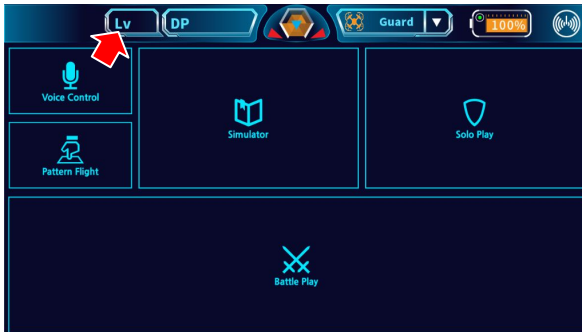 Lv DP Guard 100%
Voice Control
Simulator
Solo Play
Pattern Flight
Battle Play